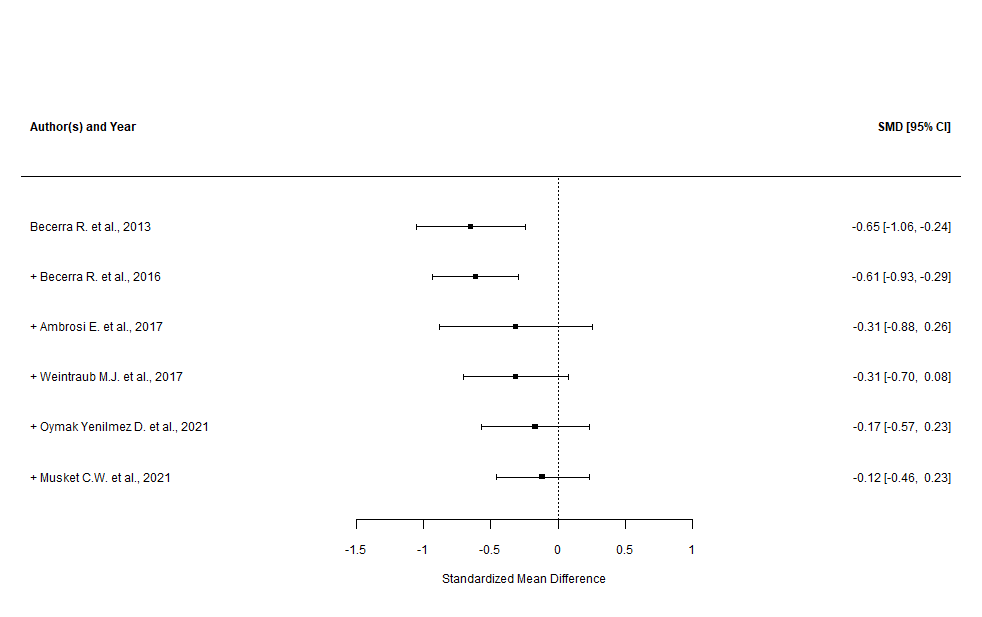 Author(s) and Year SMD [95% CI]
Becerra R. et al., 2013 -0.65 [-1.06, -0.24]
+ Becerra R. et al., 2016 -0.61 [-0.93, -0.29]
+ Ambrosi E. et al., 2017 -0.31 [-0.88, 0.26]
+ Weintraub M.J. et al., 2017 -0.31 [-0.70, 0.08]
+ Oymak Yenilmez D. et al., 2021 -0.17 [-0.57, 0.23]
+ Musket C.W. et al., 2021 -0.12 [-0.46, 0.23]
-1.5 -1 -0.5 0 0.5 1
Standardized Mean Difference